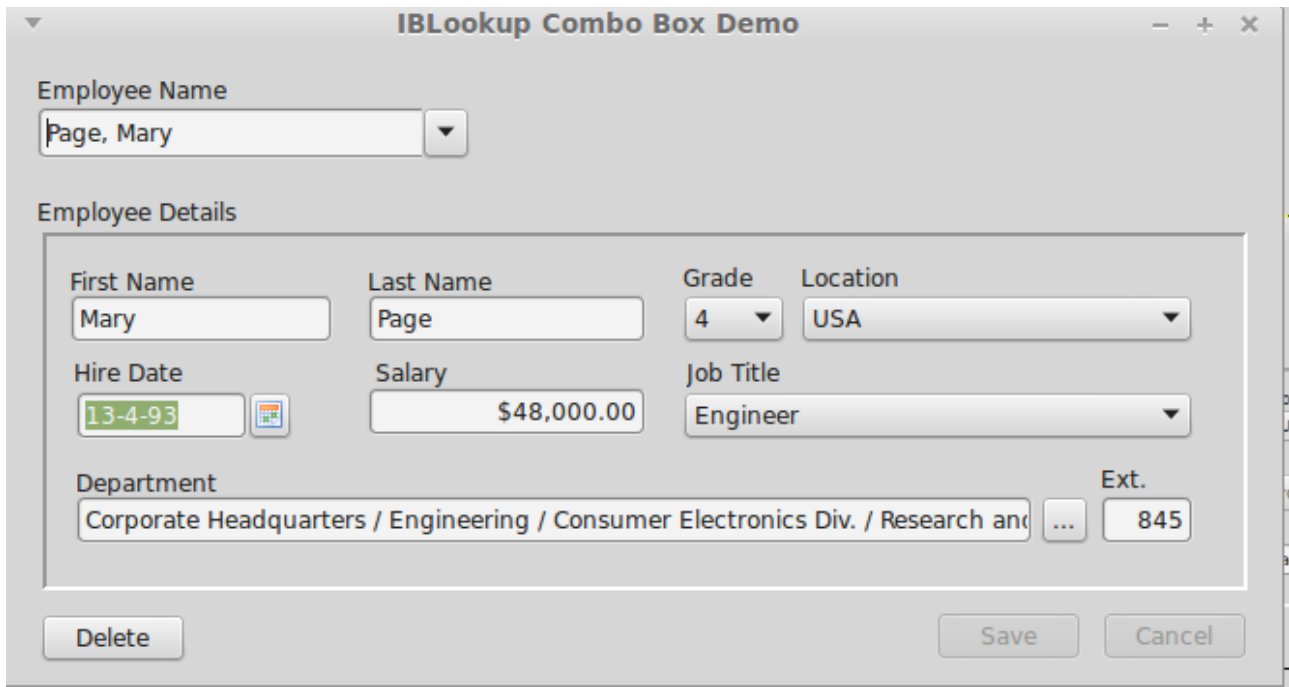 IBLookup Combo Box Demo
Employee Name
Page, Mary
Employee Details
First Name Last Name Grade Location
Mary Page 4 USA
Hire Date Salary Job Title
13-4-93 $48,000.00 Engineer
Department Ext.
Corporate Headquarters / Engineering / Consumer Electronics Div. / Research and ... 845
Delete Save Cancel